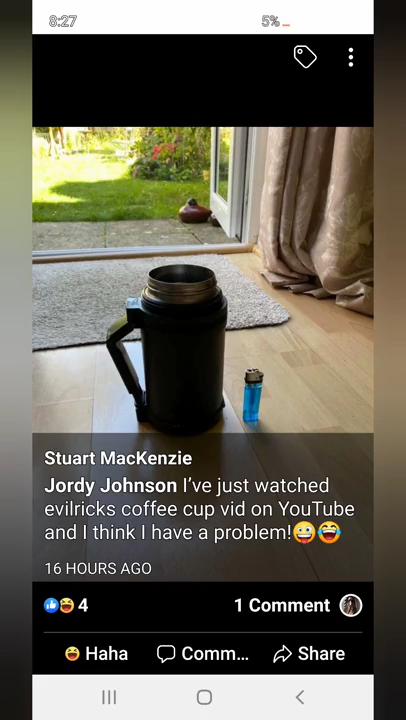 8:27
5%
Stuart MacKenzie
Jordy Johnson I've just watched
evilricks coffee cup vid on YouTube
and I think I have a problem!🤪😂
16 HOURS AGO
4
1 Comment
Haha
Comm...
Share